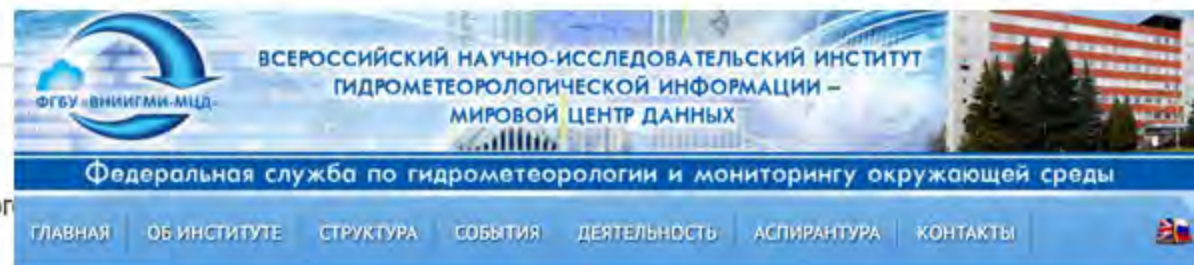 ВСЕРОССИЙСКИЙ НАУЧНО-ИССЛЕДОВАТЕЛЬСКИЙ ИНСТИТУТ
ГИДРОМЕТЕОРОЛОГИЧЕСКОЙ ИНФОРМАЦИИ –
МИРОВОЙ ЦЕНТР ДАННЫХ
ФГБУ «ВНИИГМИ-МЦД»
Федеральная служба по гидрометеорологии и мониторингу окружающей среды
ГЛАВНАЯ ОБ ИНСТИТУТЕ СТРУКТУРА СОБЫТИЯ ДЕЯТЕЛЬНОСТЬ АСПИРАНТУРА КОНТАКТЫ